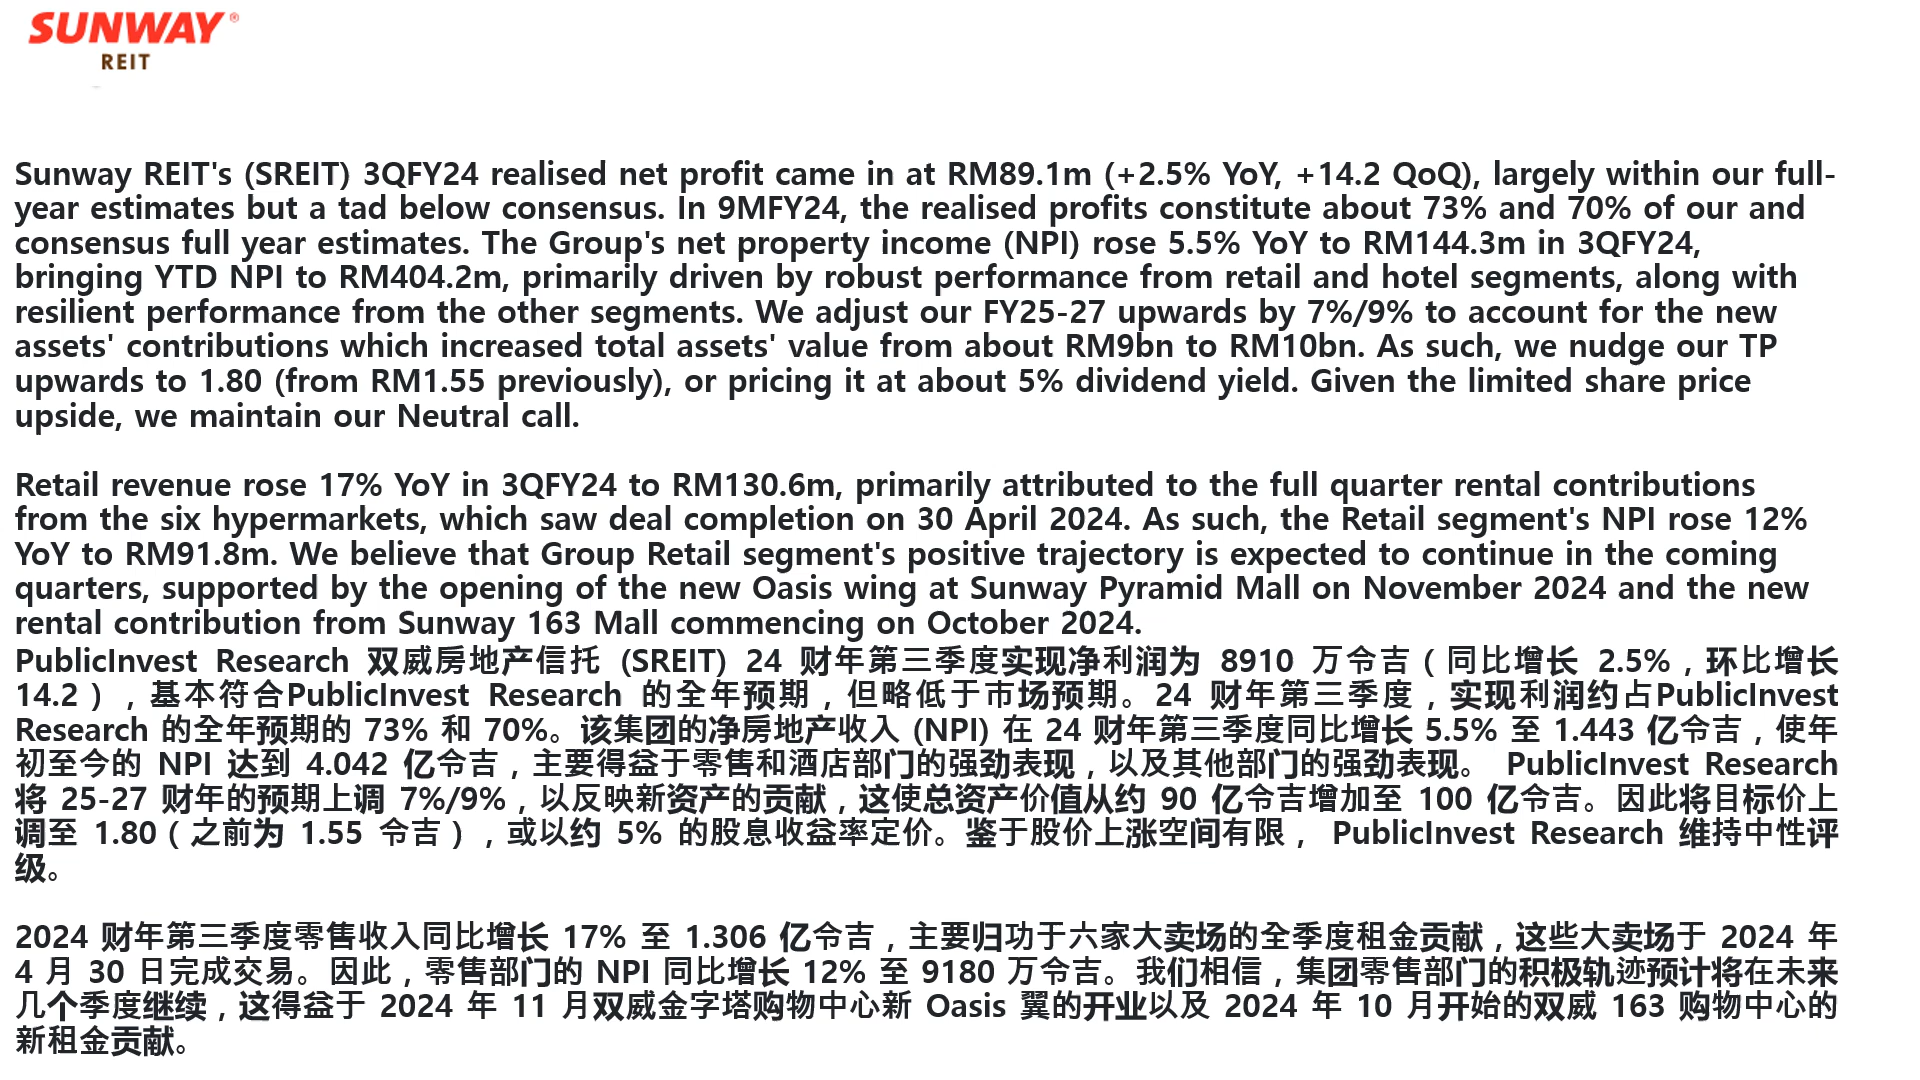 SUNWAY®
REIT
Sunway REIT's (SREIT) 3QFY24 realised net profit came in at RM89.1m (+2.5% YoY, +14.2 QoQ), largely within our full-
year estimates but a tad below consensus. In 9MFY24, the realised profits constitute about 73% and 70% of our and
consensus full year estimates. The Group's net property income (NPI) rose 5.5% YoY to RM144.3m in 3QFY24,
bringing YTD NPI to RM404.2m, primarily driven by robust performance from retail and hotel segments, along with
resilient performance from the other segments. We adjust our FY25-27 upwards by 7%/9% to account for the new
assets' contributions which increased total assets' value from about RM9bn to RM10bn. As such, we nudge our TP
upwards to 1.80 (from RM1.55 previously), or pricing it at about 5% dividend yield. Given the limited share price
upside, we maintain our Neutral call.
Retail revenue rose 17% YoY in 3QFY24 to RM130.6m, primarily attributed to the full quarter rental contributions
from the six hypermarkets, which saw deal completion on 30 April 2024. As such, the Retail segment's NPI rose 12%
YoY to RM91.8m. We believe that Group Retail segment's positive trajectory is expected to continue in the coming
quarters, supported by the opening of the new Oasis wing at Sunway Pyramid Mall on November 2024 and the new
rental contribution from Sunway 163 Mall commencing on October 2024.
PublicInvest Research 双威房地产信托 (SREIT) 24 财年第三季度实现净利润为 8910 万令吉（同比增长 2.5%，环比增长
14.2），基本符合PublicInvest Research 的全年预期，但略低于市场预期。24 财年第三季度，实现利润约占PublicInvest
Research 的全年预期的 73% 和 70%。该集团的净房地产收入 (NPI) 在 24 财年第三季度同比增长 5.5% 至 1.443 亿令吉，使年
初至今的 NPI 达到 4.042 亿令吉，主要得益于零售和酒店部门的强劲表现，以及其他部门的强劲表现。 PublicInvest Research
将 25-27 财年的预期上调 7%/9%，以反映新资产的贡献，这使总资产价值从约 90 亿令吉增加至 100 亿令吉。因此将目标价上
调至 1.80（之前为 1.55 令吉），或以约 5% 的股息收益率定价。鉴于股价上涨空间有限， PublicInvest Research 维持中性评
级。
2024 财年第三季度零售收入同比增长 17% 至 1.306 亿令吉，主要归功于六家大卖场的全季度租金贡献，这些大卖场于 2024 年
4 月 30 日完成交易。因此，零售部门的 NPI 同比增长 12% 至 9180 万令吉。我们相信，集团零售部门的积极轨迹预计将在未来
几个季度继续，这得益于 2024 年 11 月双威金字塔购物中心新 Oasis 翼的开业以及 2024 年 10 月开始的双威 163 购物中心的
新租金贡献。